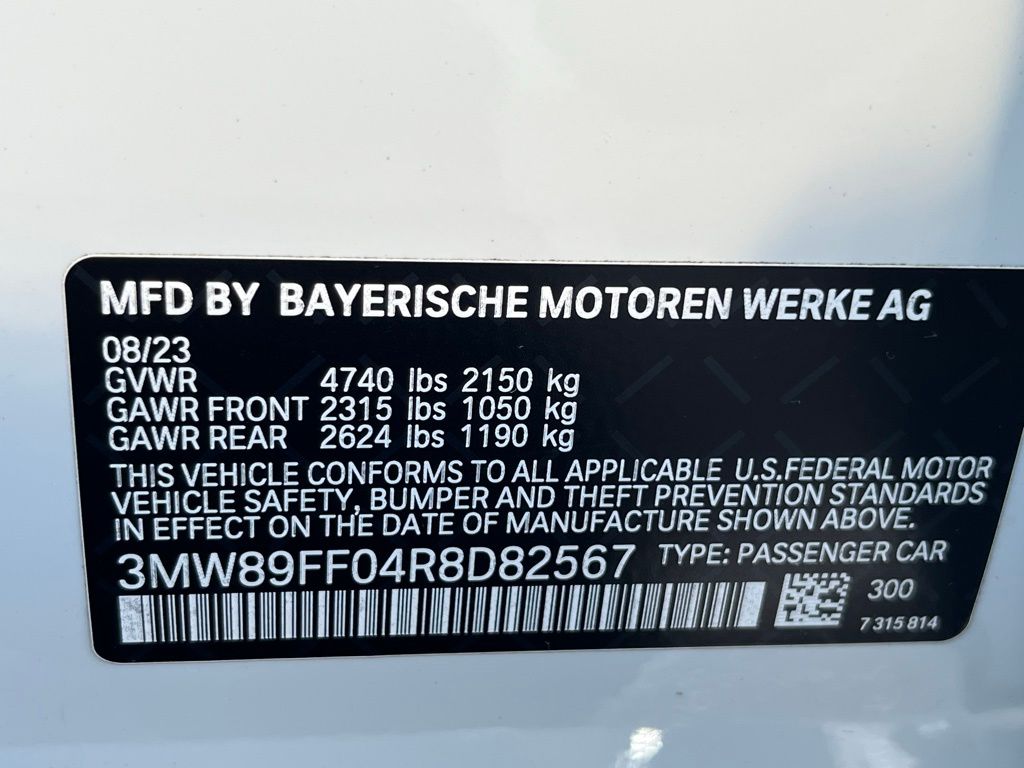 MFD BY BAYERISCHE MOTOREN WERKE AG
08/23
GVWR 4740 lbs 2150 kg
GAWR FRONT 2315 lbs 1050 kg
GAWR REAR 2624 lbs 1190 kg
THIS VEHICLE CONFORMS TO ALL APPLICABLE U.S.FEDERAL MOTOR
VEHICLE SAFETY, BUMPER AND THEFT PREVENTION STANDARDS
IN EFFECT ON THE DATE OF MANUFACTURE SHOWN ABOVE.
3MW89FF04R8D82567 TYPE: PASSENGER CAR
300
7 315 814